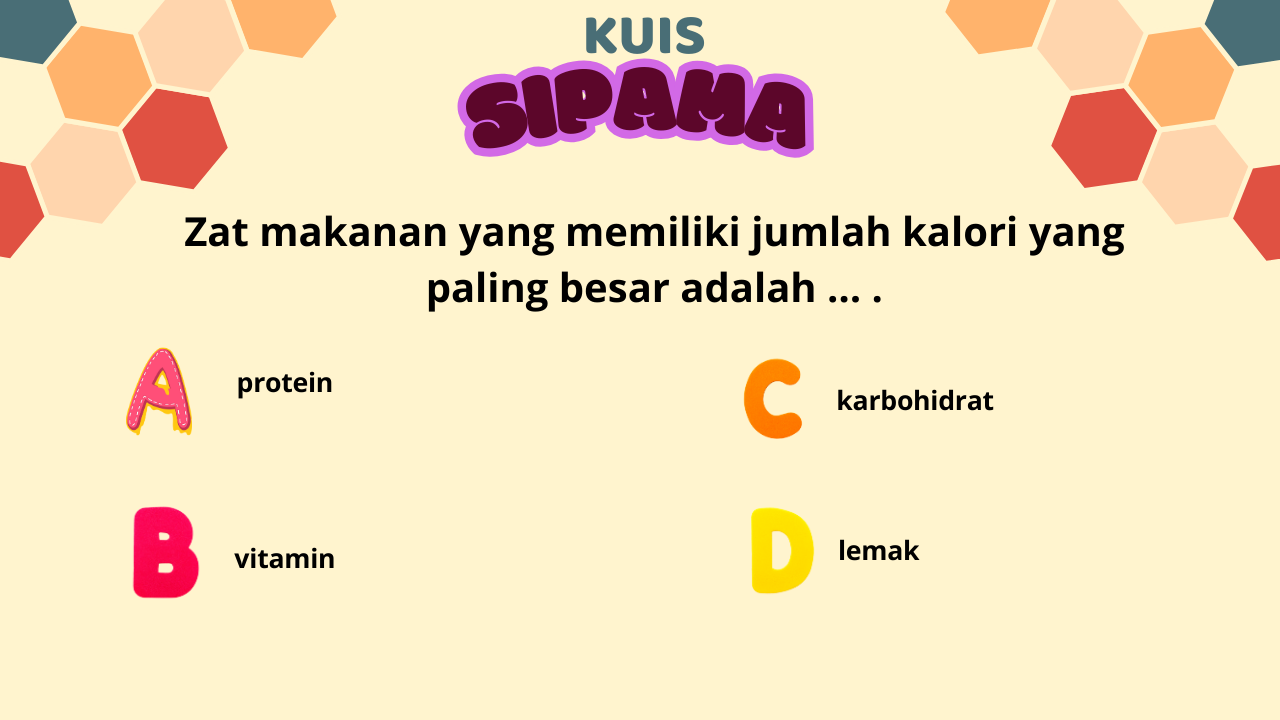 KUIS
SIPAMA
Zat makanan yang memiliki jumlah kalori yang
paling besar adalah ... .
A protein
B vitamin
C karbohidrat
D lemak